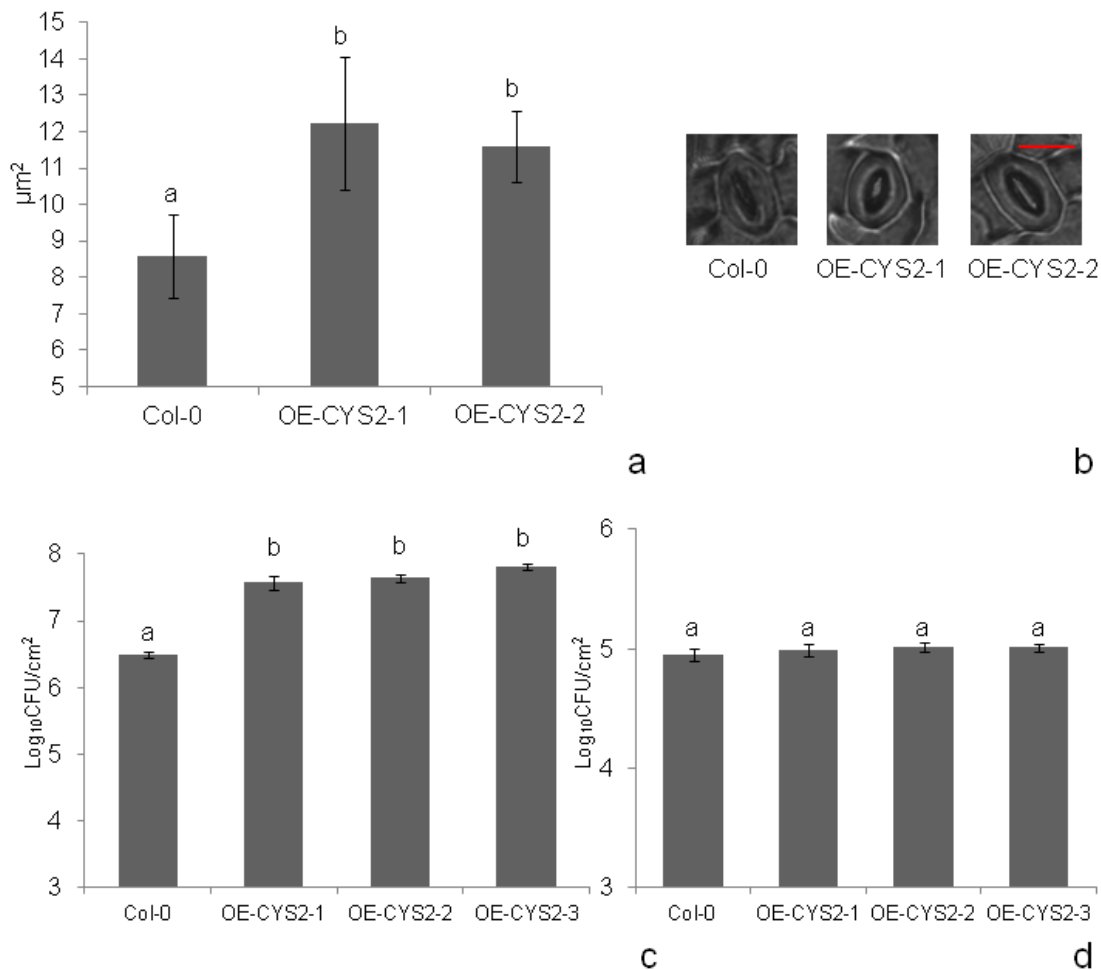 15
14
13
12
11
10
9
8
7
6
5
µm²
a
b
b
Col-0
OE-CYS2-1
OE-CYS2-2
a
Col-0
OE-CYS2-1
OE-CYS2-2
b
8
7
6
5
4
3
Log₁₀CFU/cm²
a
b
b
b
Col-0
OE-CYS2-1
OE-CYS2-2
OE-CYS2-3
c
6
5
4
3
Log₁₀CFU/cm²
a
a
a
a
Col-0
OE-CYS2-1
OE-CYS2-2
OE-CYS2-3
d